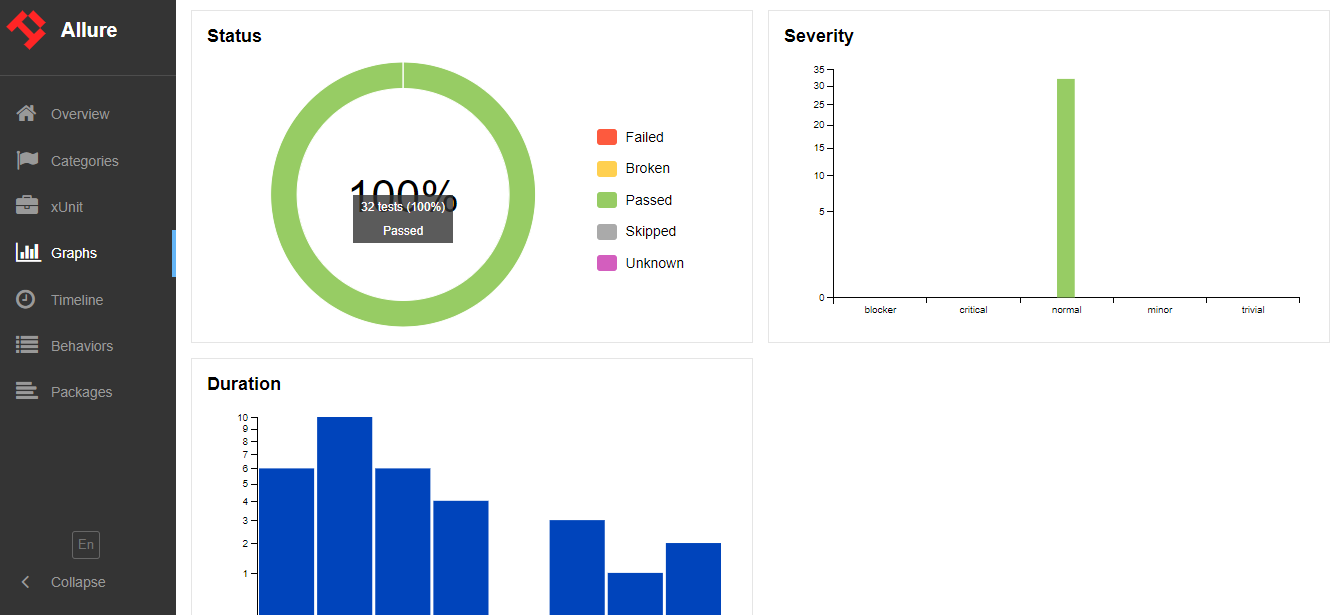 Allure
Overview
Categories
xUnit
Graphs
Timeline
Behaviors
Packages
En
Collapse
Status
100%
32 tests (100%)
Passed
Failed
Broken
Passed
Skipped
Unknown
Severity
35
30
25
20
15
10
5
0
blocker
critical
normal
minor
trivial
Duration
10
9
8
7
6
5
4
3
2
1